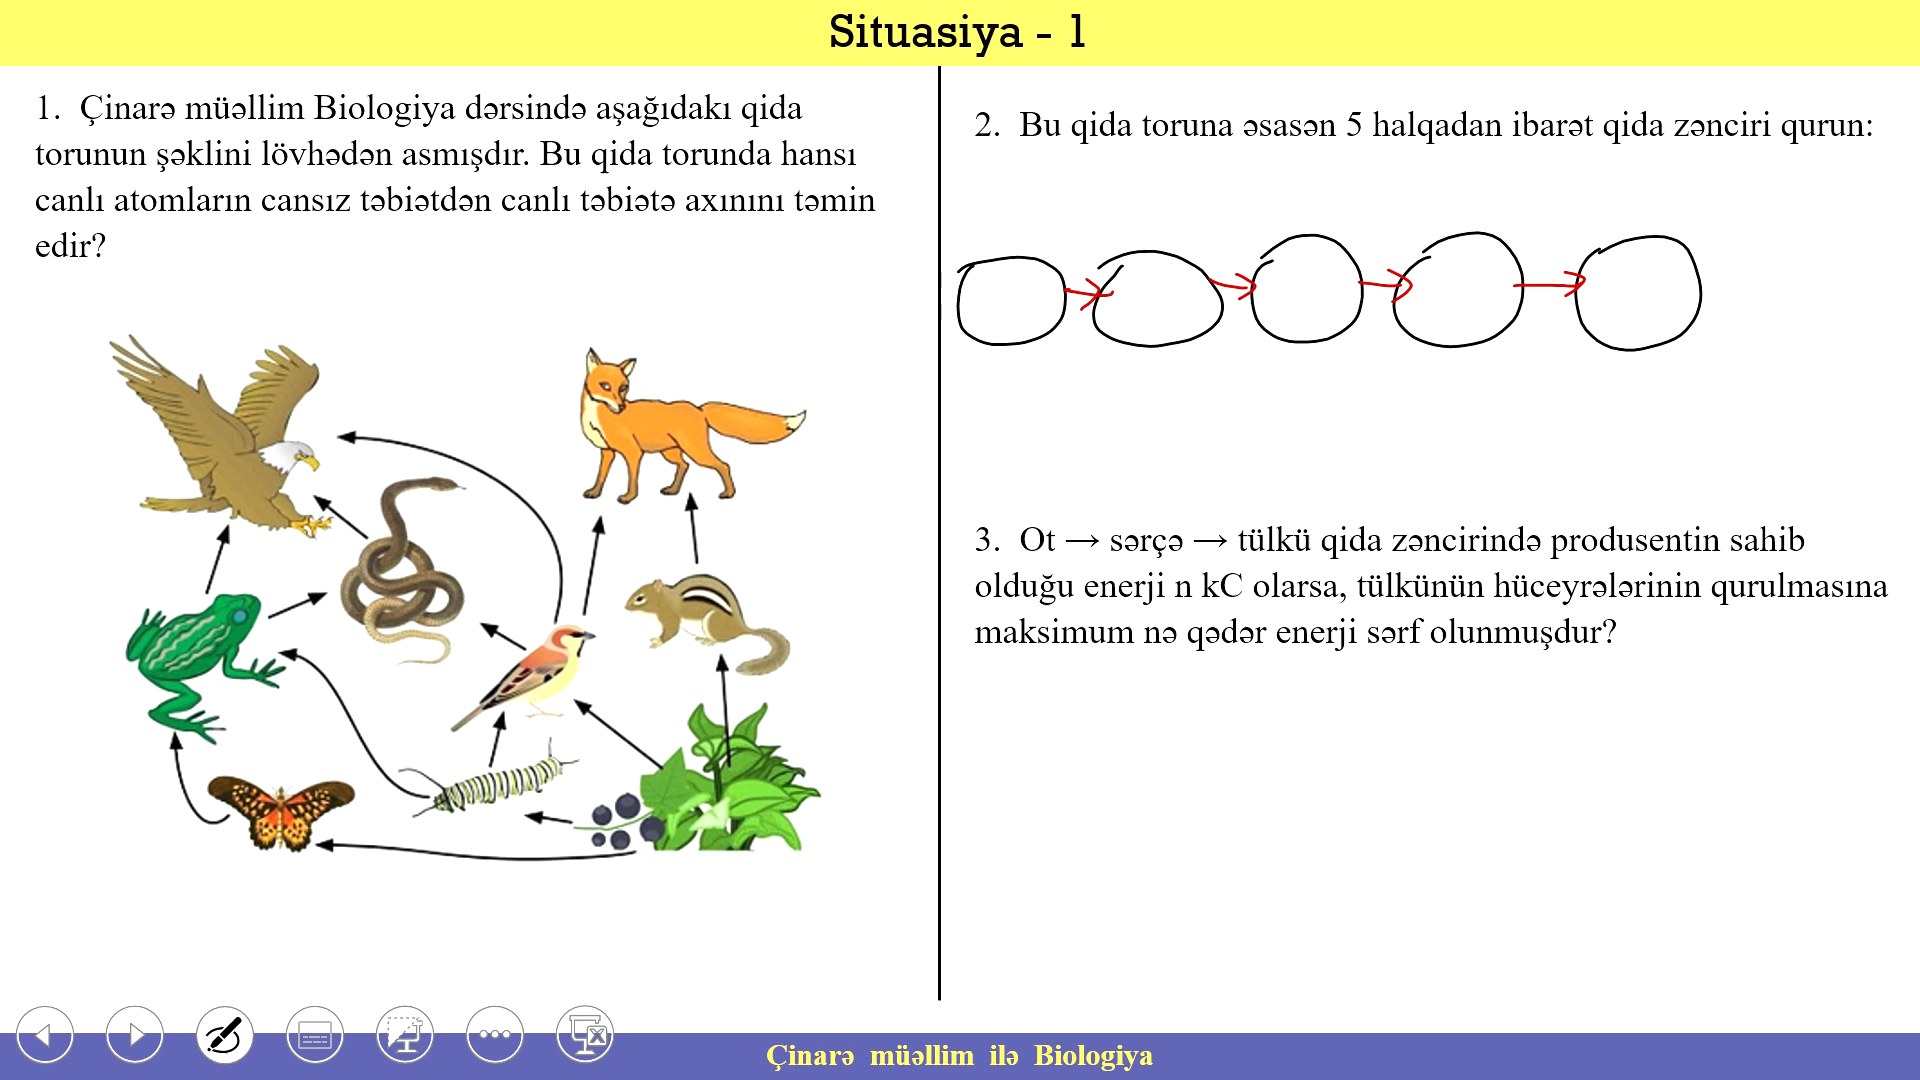 Situasiya - 1
1. Çinarə müəllim Biologiya dərsində aşağıdakı qida
torunun şəklini lövhədən asmışdır. Bu qida torunda hansı
canlı atomların cansız təbiətdən canlı təbiətə axınını təmin
edir?
2. Bu qida toruna əsasən 5 halqadan ibarət qida zənciri qurun:
3. Ot → sərçə → tülkü qida zəncirində produsentin sahib
olduğu enerji n kC olarsa, tülkünün hüceyrələrinin qurulmasına
maksimum nə qədər enerji sərf olunmuşdur?
Çinarə müəllim ilə Biologiya